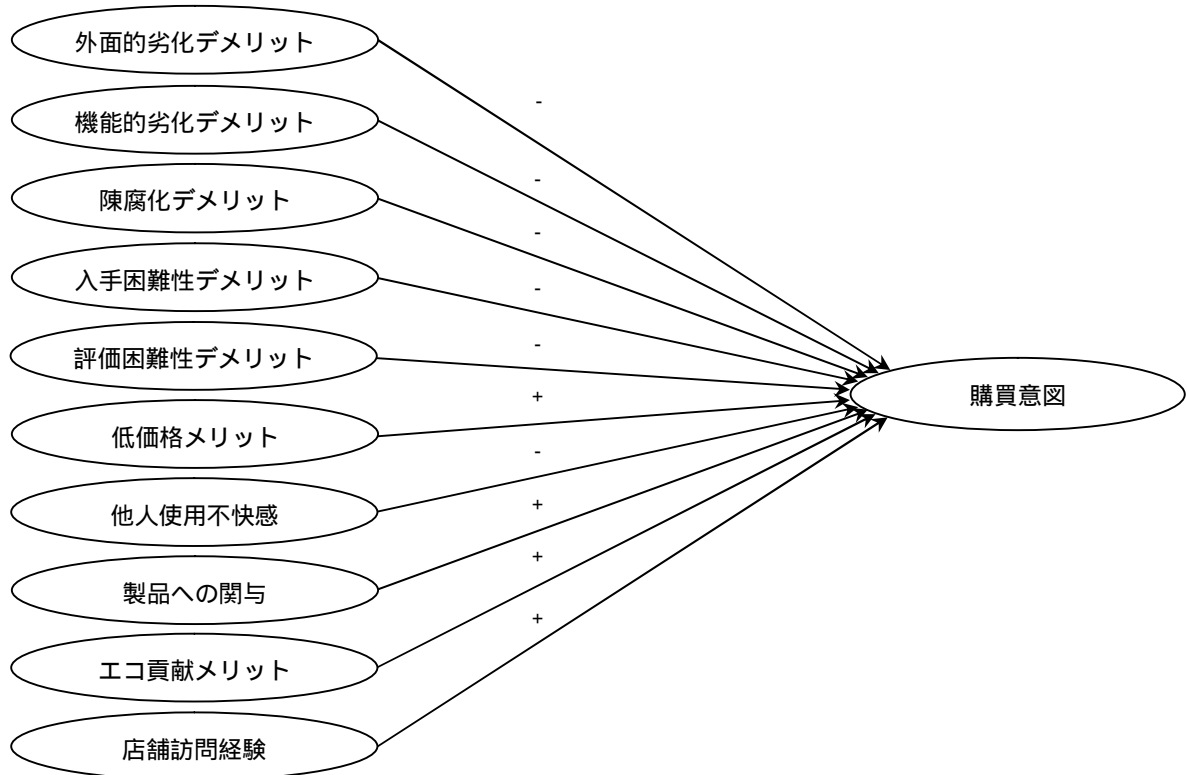 外面的劣化デメリット
-
機能的劣化デメリット
-
陳腐化デメリット
-
入手困難性デメリット
-
評価困難性デメリット
-
購買意図
+
低価格メリット
-
他人使用不快感
+
製品への関与
+
エコ貢献メリット
+
店舗訪問経験